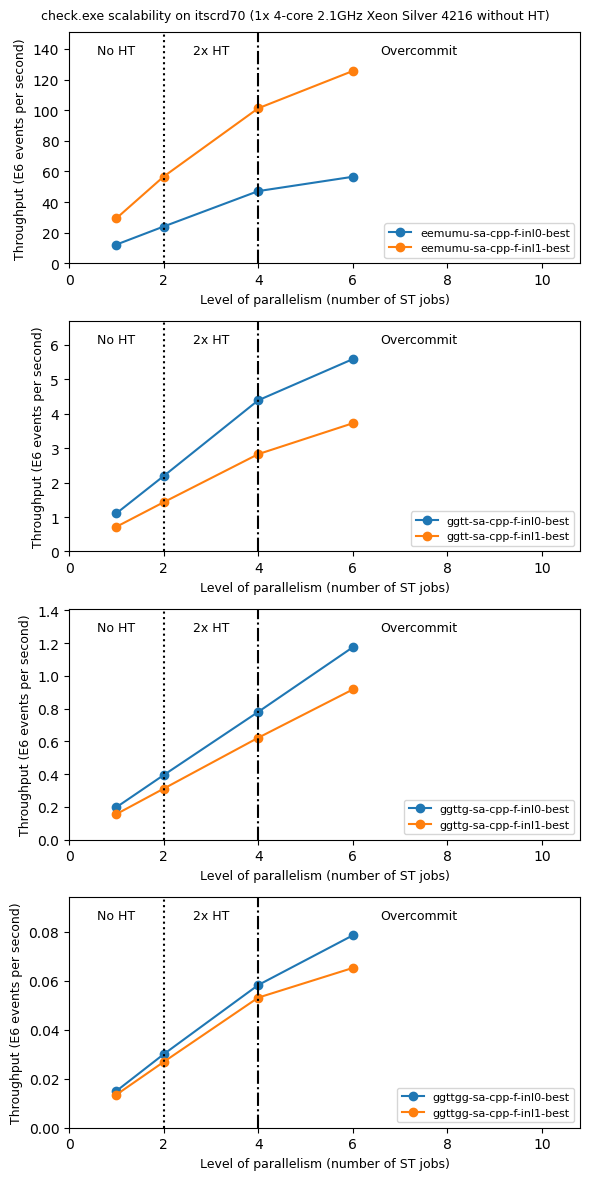 check.exe scalability on itscrd70 (1x 4-core 2.1GHz Xeon Silver 4216 without HT)
No HT
2x HT
Overcommit
140
120
100
80
60
40
20
0
Throughput (E6 events per second)
eemumu-sa-cpp-f-inl0-best
eemumu-sa-cpp-f-inl1-best
0 2 4 6 8 10
Level of parallelism (number of ST jobs)
No HT
2x HT
Overcommit
6
5
4
3
2
1
0
Throughput (E6 events per second)
ggtt-sa-cpp-f-inl0-best
ggtt-sa-cpp-f-inl1-best
0 2 4 6 8 10
Level of parallelism (number of ST jobs)
No HT
2x HT
Overcommit
1.4
1.2
1.0
0.8
0.6
0.4
0.2
0.0
Throughput (E6 events per second)
ggttg-sa-cpp-f-inl0-best
ggttg-sa-cpp-f-inl1-best
0 2 4 6 8 10
Level of parallelism (number of ST jobs)
No HT
2x HT
Overcommit
0.08
0.06
0.04
0.02
0.00
Throughput (E6 events per second)
ggttgg-sa-cpp-f-inl0-best
ggttgg-sa-cpp-f-inl1-best
0 2 4 6 8 10
Level of parallelism (number of ST jobs)